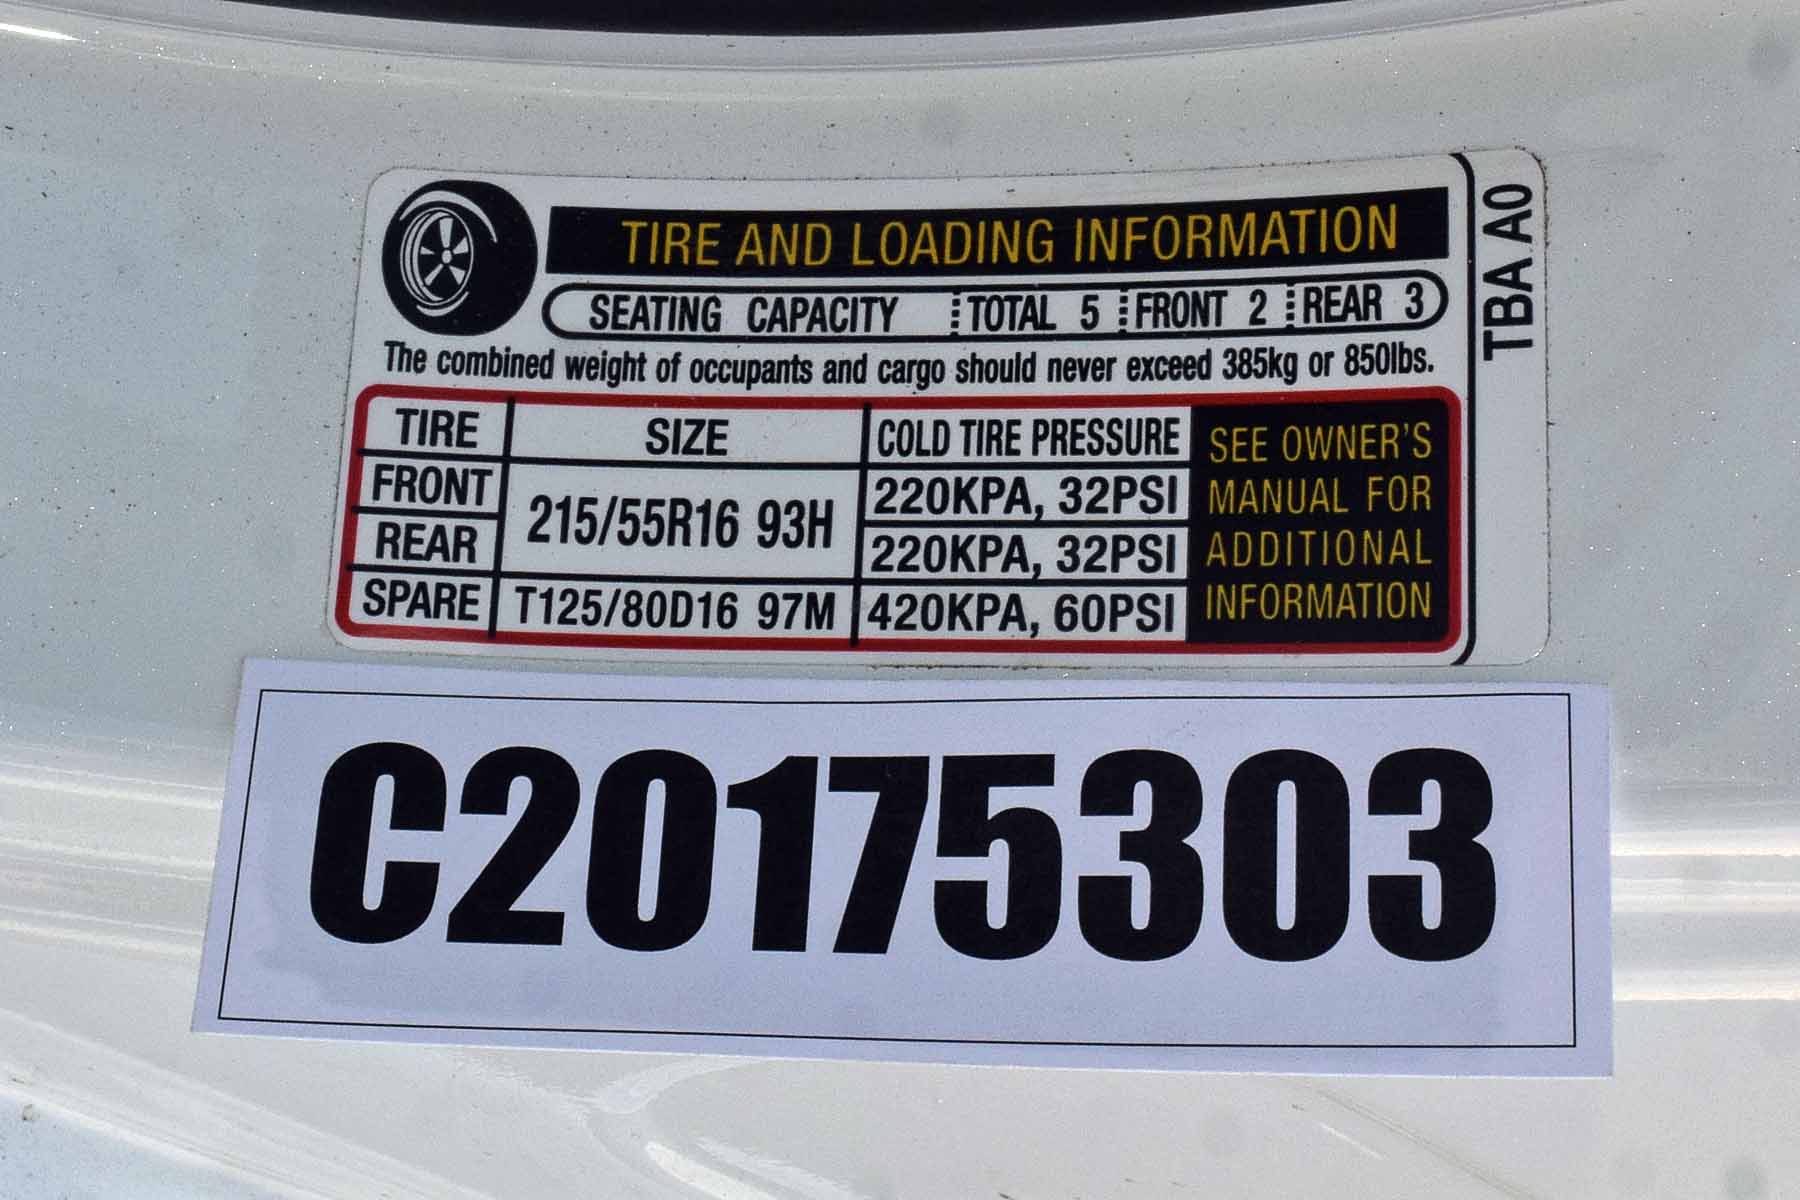 TIRE AND LOADING INFORMATION
SEATING CAPACITY TOTAL 5 FRONT 2 REAR 3
The combined weight of occupants and cargo should never exceed 385kg or 850lbs.
TIRE SIZE COLD TIRE PRESSURE
FRONT 215/55R16 93H 220KPA, 32PSI
REAR 220KPA, 32PSI
SPARE T125/80D16 97M 420KPA, 60PSI
SEE OWNER'S
MANUAL FOR
ADDITIONAL
INFORMATION
TBA A0
C20175303